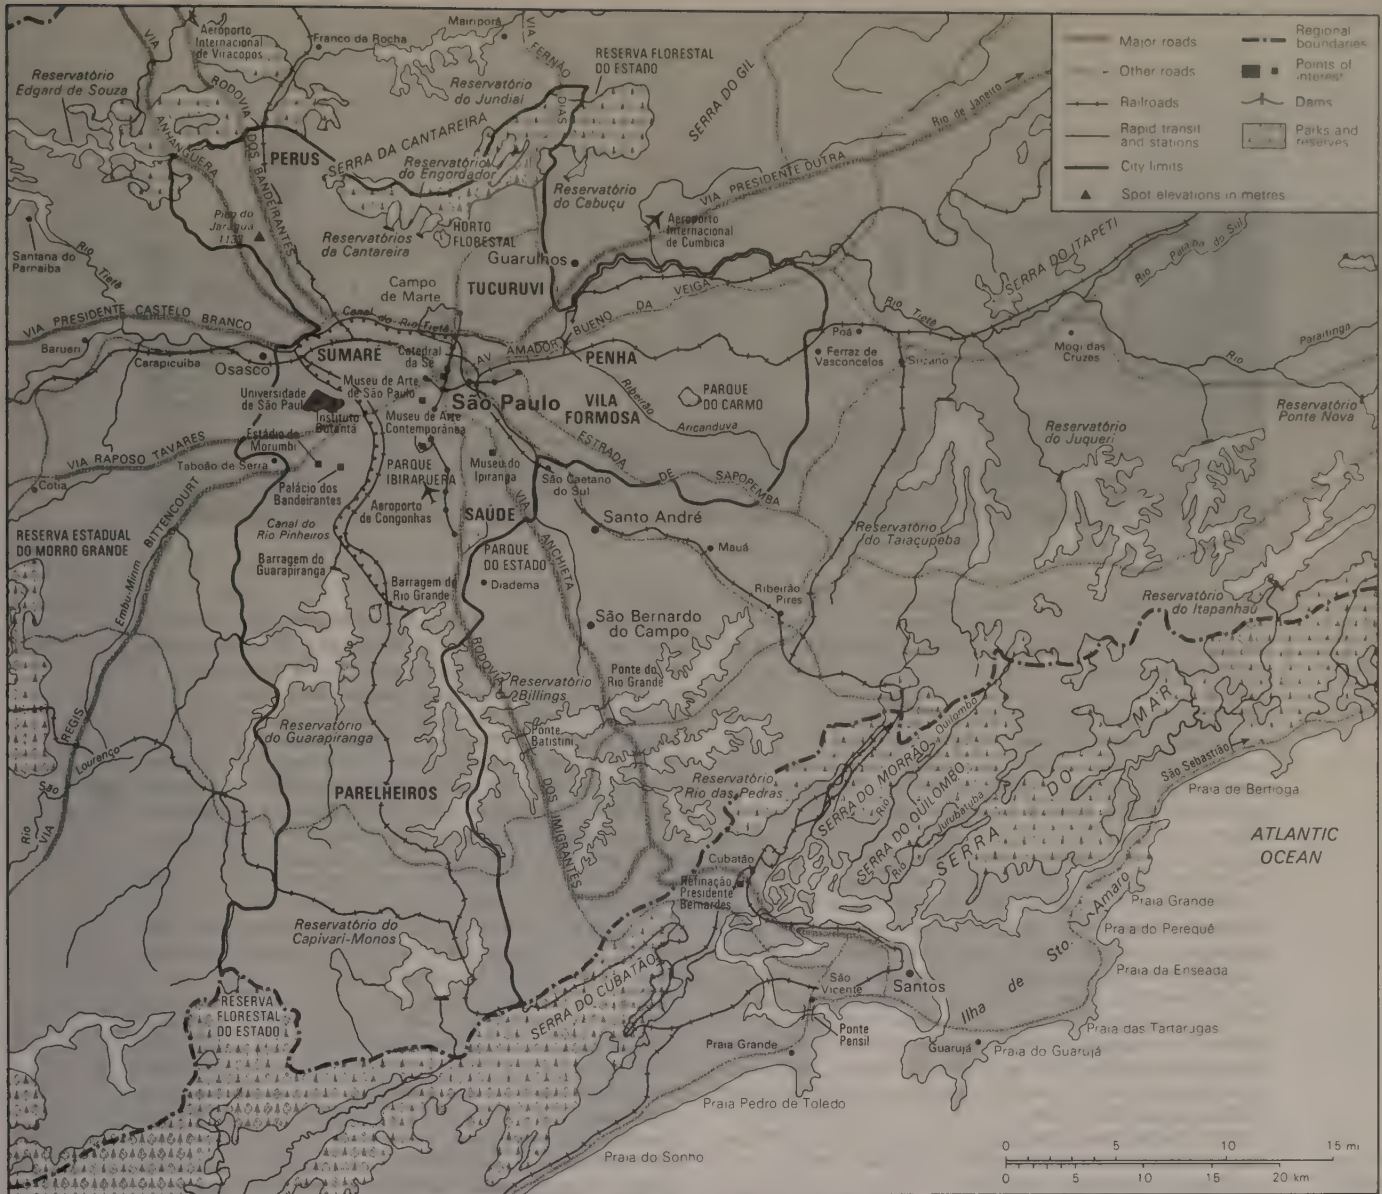 VIA
ANHANGUERA
Aeroporto
Internacional
de Viracopos
Franco da Rocha
Mairiporã
VIA
FERNÃO
DIAS
RESERVA FLORESTAL
DO ESTADO
SERRA DO GIL
Rio de Janeiro
Major roads
Other roads
Railroads
Rapid transit
and stations
City limits
Spot elevations in metres
Regional
boundaries
Points of
interest
Dams
Parks and
reserves
Reservatório
Edgard de Souza
RODOVIA
DOS BANDEIRANTES
Reservatório
do Jundiai
PERUS
SERRA DA CANTAREIRA
Reservatório
do Engordador
Reservatório
do Cabuçu
VIA PRESIDENTE DUTRA
Pico do
Jaraguá
Reservatórios
da Cantareira
HORTO
FLORESTAL
Aeroporto
Internacional
de Cumbica
Santana do
Parnaíba
Rio
Tietê
Guarulhos
SERRA DO ITAPETI
Rio
Paraíba
do Sul
Campo
de Marte
TUCURUVI
VIA PRESIDENTE CASTELO BRANCO
Canal do Rio Tietê
AV
AMADOR
BUENO
DA
VEIGA
Rio
Tietê
Poá
Barueri
Carapicuíba
Osasco
SUMARÉ
Catedral
da Sé
PENHA
Ferraz de
Vasconcelos
Suzano
Mogi das
Cruzes
Rio
Paraitinga
Universidade
de São Paulo
Museu de Arte
de São Paulo
São Paulo
VILA
FORMOSA
Ribeirão
Aricanduva
PARQUE
DO CARMO
Reservatório
Ponte Nova
Instituto
Butantã
Museu de Arte
Contemporânea
Estádio de
Morumbi
VIA RAPOSO TAVARES
Taboão de Serra
Cotia
Palácio dos
Bandeirantes
PARQUE
IBIRAPUERA
Museu do
Ipiranga
ESTRADA
DE
SAPOPEMBA
Reservatório
do Juqueri
São Caetano
do Sul
Aeroporto
de Congonhas
SAÚDE
VIA
ANCHIETA
Santo André
Mauá
Reservatório
do Taiaçupeba
RESERVA ESTADUAL
DO MORRO GRANDE
Canal do
Rio Pinheiros
Barragem do
Guarapiranga
PARQUE
DO ESTADO
Diadema
Barragem do
Rio Grande
Ribeirão
Pires
Reservatório
do Itapanhaú
Embu-Mirim
BITTENCOURT
REGIS
VIA
São Bernardo
do Campo
RODOVIA
DOS IMIGRANTES
Ponte do
Rio Grande
Reservatório
Billings
Ponte
Batistini
Reservatório
do Guarapiranga
São
Lourenço
Rio
PARELHEIROS
Reservatório
Rio das Pedras
SERRA DO MORRÃO
Rio
Quilombo
SERRA DO QUILOMBO
Rio
Jurubatuba
SERRA
DO
MAR
São Sebastião
Praia de Bertioga
ATLANTIC
OCEAN
Cubatão
Refinação
Presidente
Bernardes
Reservatório do
Capivari-Monos
SERRA DO CUBATÃO
RESERVA
FLORESTAL
DO ESTADO
São
Vicente
Santos
Ilha de Sto. Amaro
Praia Grande
Praia do Perequê
Praia da Enseada
Praia das Tartarugas
Praia do Guarujá
Guarujá
Ponte
Pensil
Praia Grande
Praia Pedro de Toledo
Praia do Sonho
0 5 10 15 mi
0 5 10 15 20 km